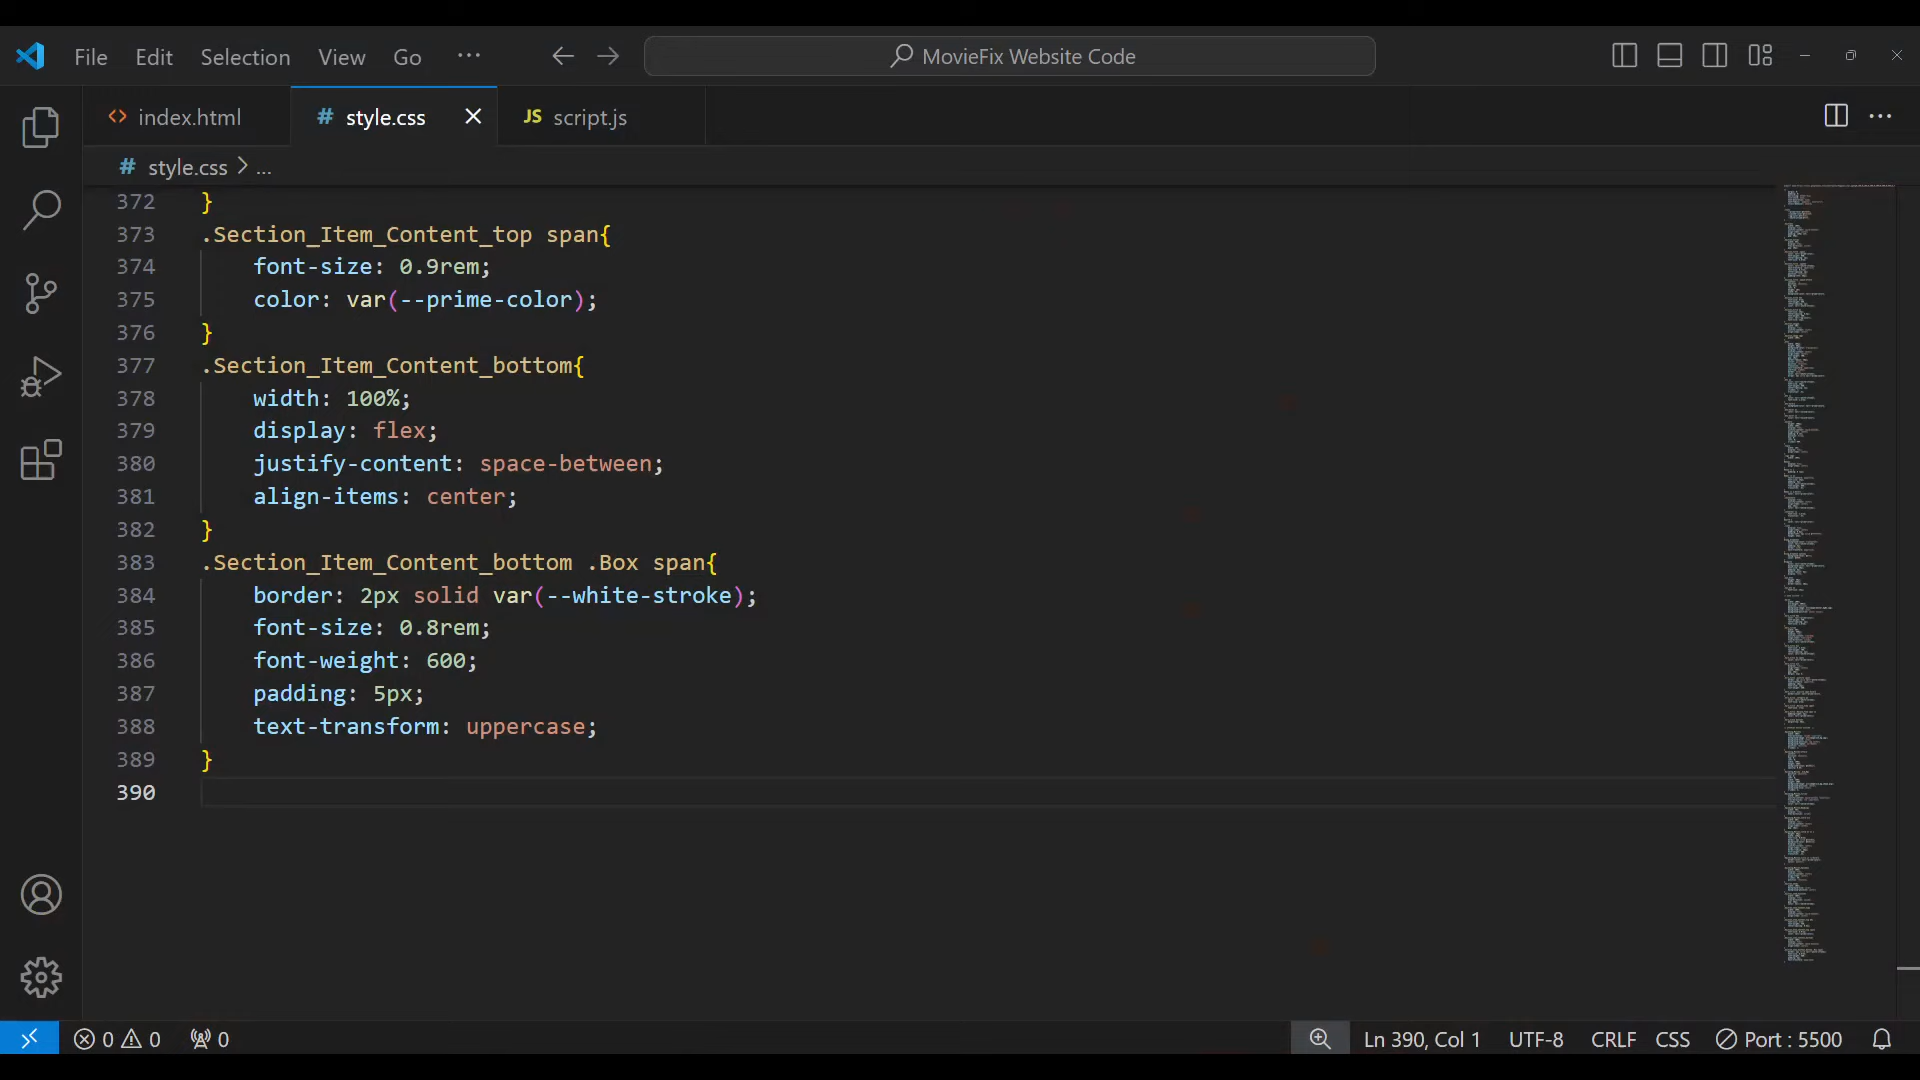 File Edit Selection View Go ... MovieFix Website Code
<> index.html # style.css JS script.js ...
# style.css > ...
372 }
373 .Section_Item_Content_top span{
374 font-size: 0.9rem;
375 color: var(--prime-color);
376 }
377 .Section_Item_Content_bottom{
378 width: 100%;
379 display: flex;
380 justify-content: space-between;
381 align-items: center;
382 }
383 .Section_Item_Content_bottom .Box span{
384 border: 2px solid var(--white-stroke);
385 font-size: 0.8rem;
386 font-weight: 600;
387 padding: 5px;
388 text-transform: uppercase;
389 }
390
0 0 0 Ln 390, Col 1 UTF-8 CRLF CSS Port : 5500